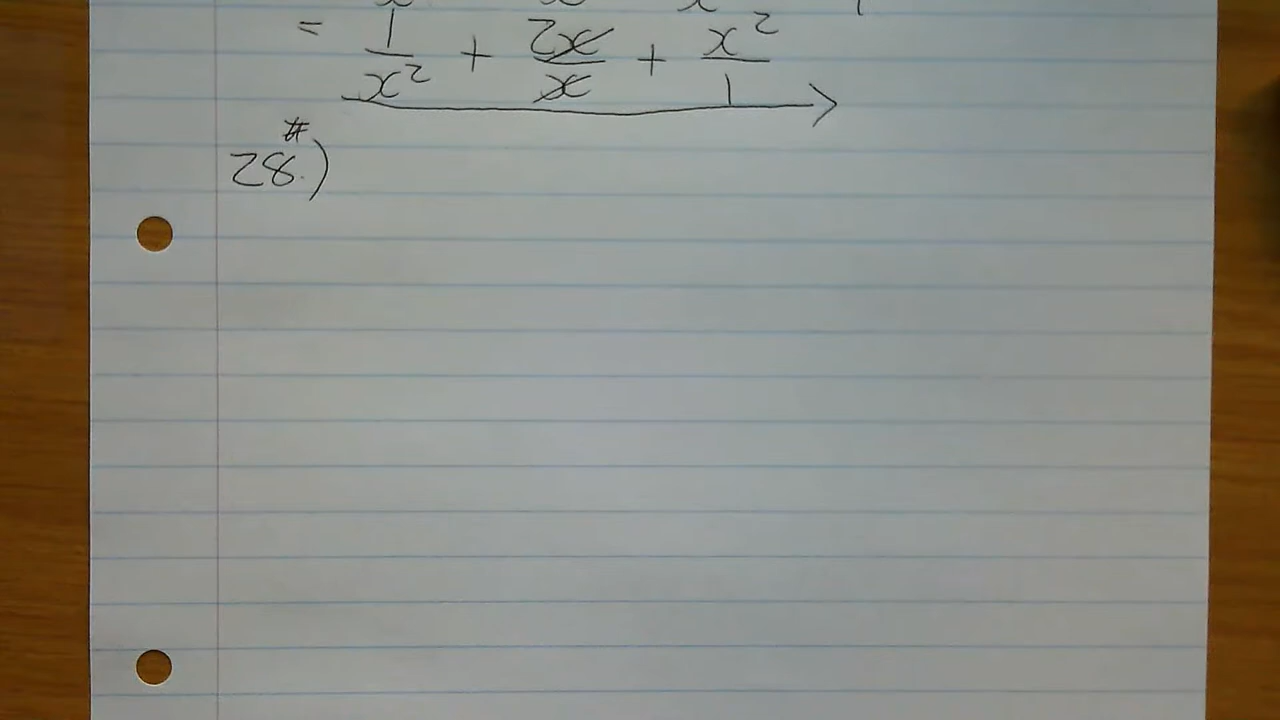 = 1/x² + 2x/x + x²/1
#
28.)